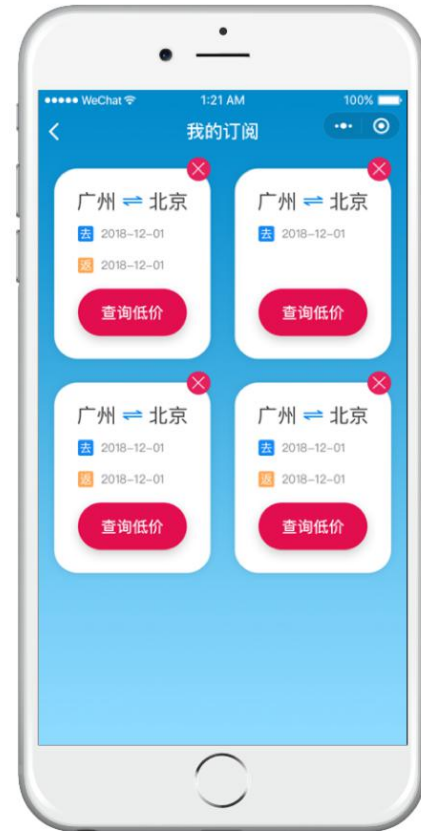 WeChat 1:21 AM 100%
我的订阅
广州 ⇌ 北京
去 2018-12-01
返 2018-12-01
查询低价
广州 ⇌ 北京
去 2018-12-01
查询低价
广州 ⇌ 北京
去 2018-12-01
返 2018-12-01
查询低价
广州 ⇌ 北京
去 2018-12-01
返 2018-12-01
查询低价